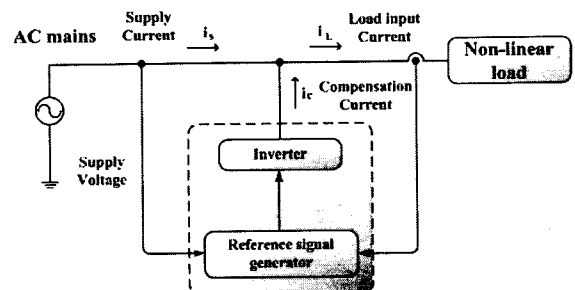 AC mains
Supply
Current
i_s
i_L
Load input
Current
Non-linear
load
i_c
Compensation
Current
Inverter
Supply
Voltage
Reference signal
generator